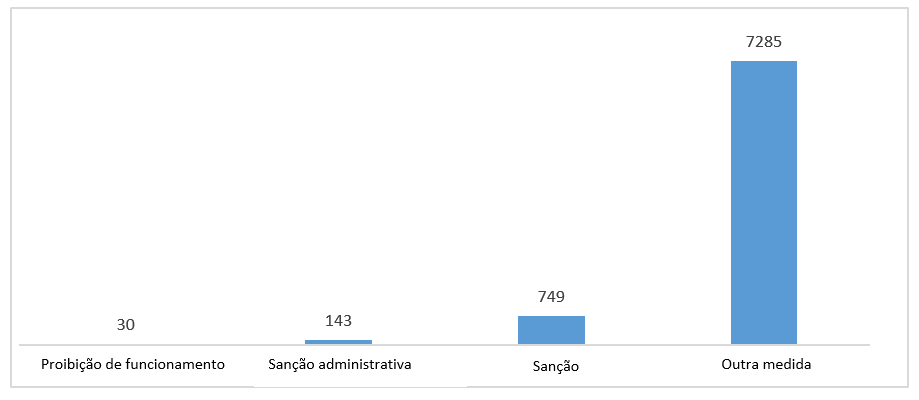 7285
749
143
30
Proibição de funcionamento
Sanção administrativa
Sanção
Outra medida